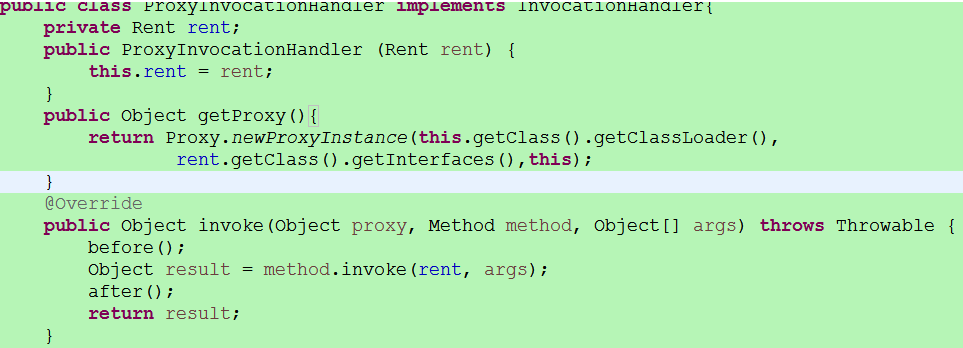 public class ProxyInvocationHandler implements InvocationHandler{
    private Rent rent;
    public ProxyInvocationHandler (Rent rent) {
        this.rent = rent;
    }
    public Object getProxy(){
        return Proxy.newProxyInstance(this.getClass().getClassLoader(),
                rent.getClass().getInterfaces(),this);
    }
    @Override
    public Object invoke(Object proxy, Method method, Object[] args) throws Throwable {
        before();
        Object result = method.invoke(rent, args);
        after();
        return result;
    }